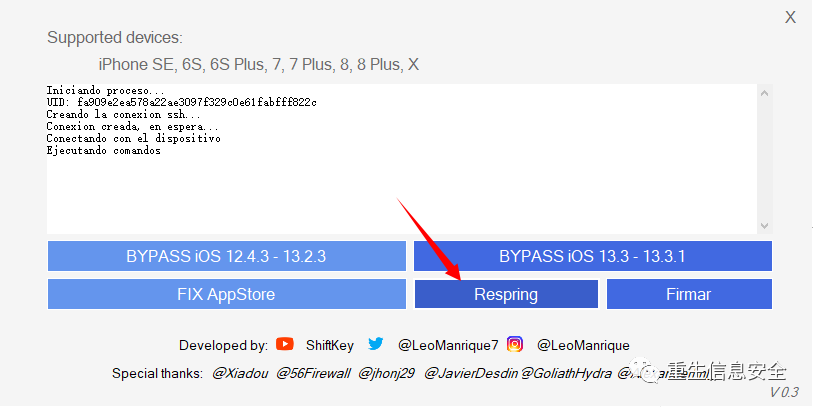 X
Supported devices:
iPhone SE, 6S, 6S Plus, 7, 7 Plus, 8, 8 Plus, X
Iniciando proceso...
UID: fa909e2ea578a22ae3097f329c0e61fabfff822c
Creando la conexion ssh...
Conexion creada, en espera...
Conectando con el dispositivo
Ejecutando comandos
BYPASS iOS 12.4.3 - 13.2.3 BYPASS iOS 13.3 - 13.3.1
FIX AppStore Respring Firmar
Developed by: ShiftKey @LeoManrique7 @LeoManrique
Special thanks: @Xiadou @56Firewall @jhonj29 @JavierDesdin @GoliathHydra
重生信息安全
V 0.3